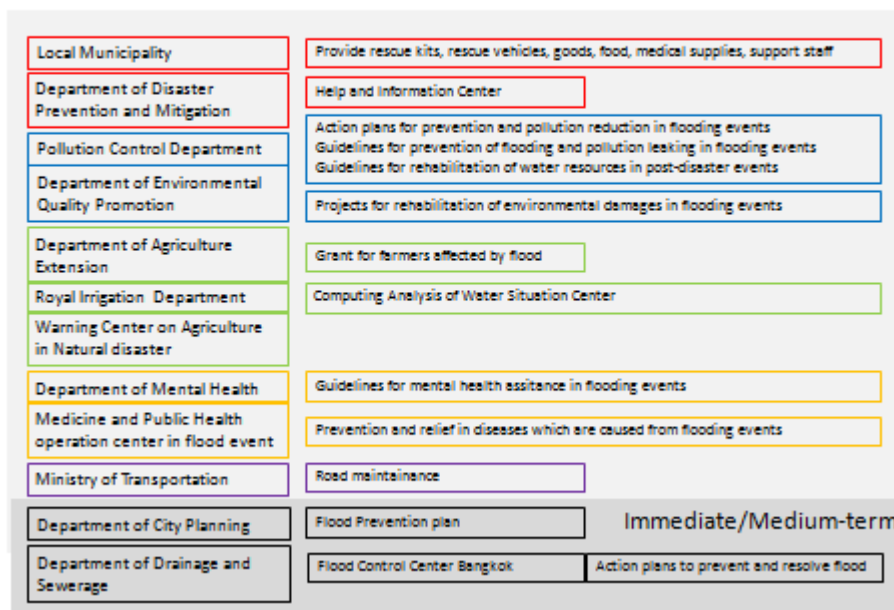 Local Municipality
Provide rescue kits, rescue vehicles, goods, food, medical supplies, support staff
Department of Disaster
Prevention and Mitigation
Help and Information Center
Pollution Control Department
Action plans for prevention and pollution reduction in flooding events
Guidelines for prevention of flooding and pollution leaking in flooding events
Guidelines for rehabilitation of water resources in post-disaster events
Department of Environmental
Quality Promotion
Projects for rehabilitation of environmental damages in flooding events
Department of Agriculture
Extension
Grant for farmers affected by flood
Royal Irrigation Department
Computing Analysis of Water Situation Center
Warning Center on Agriculture
in Natural disaster
Department of Mental Health
Guidelines for mental health assitance in flooding events
Medicine and Public Health
operation center in flood event
Prevention and relief in diseases which are caused from flooding events
Ministry of Transportation
Road maintainance
Department of City Planning
Flood Prevention plan
Immediate/Medium-term
Department of Drainage and
Sewerage
Flood Control Center Bangkok
Action plans to prevent and resolve flood